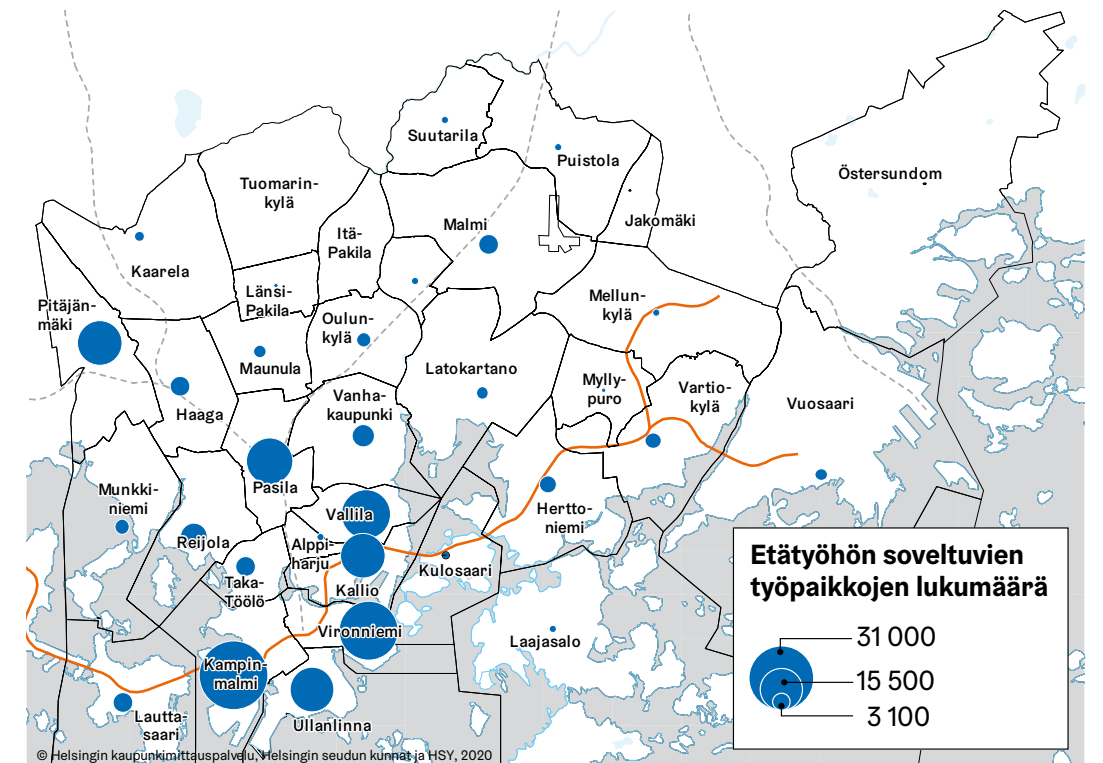 Suutarila
Puistola
Östersundom
Tuomarin-
kylä
Jakomäki
Malmi
Itä-
Pakila
Kaarela
Länsi-
Pakila
Mellun-
kylä
Pitäjän-
mäki
Oulun-
kylä
Maunula
Latokartano
Mylly-
puro
Vartio-
kylä
Vuosaari
Haaga
Vanha-
kaupunki
Pasila
Munkki-
niemi
Vallila
Hertto-
niemi
Reijola
Alppi-
harju
Kulosaari
Taka-
Töölö
Kallio
Vironniemi
Laajasalo
Kampin-
malmi
Lautta-
saari
Ullanlinna
Etätyöhön soveltuvien
työpaikkojen lukumäärä
31 000
15 500
3 100
© Helsingin kaupunkimittauspalvelu, Helsingin seudun kunnat ja HSY, 2020